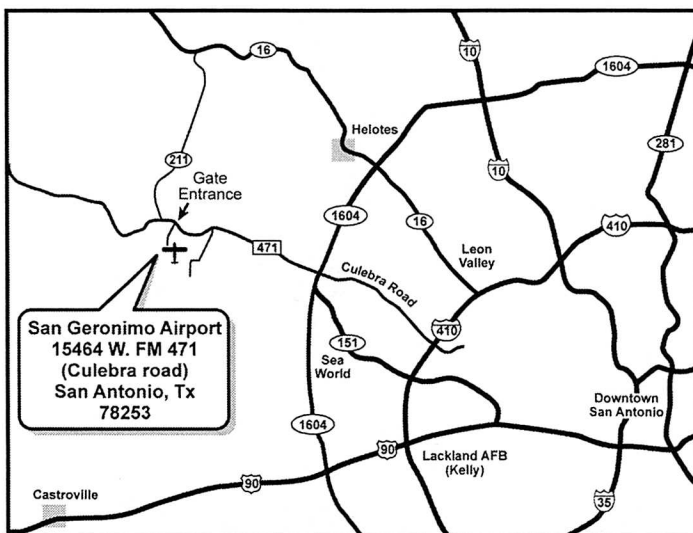 16
10
1604
281
Helotes
211
10
Gate
Entrance
1604
16
410
471
Leon
Valley
Culebra Road
410
San Geronimo Airport
15464 W. FM 471
(Culebra road)
San Antonio, Tx
78253
151
Sea
World
Downtown
San Antonio
1604
90
Lackland AFB
(Kelly)
90
Castroville
35